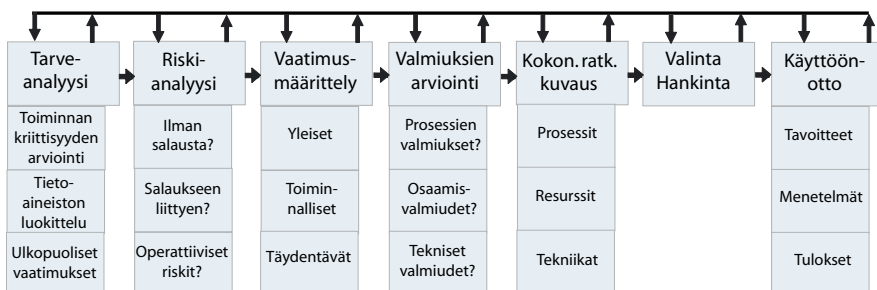 Tarve-
analyysi
Riski-
analyysi
Vaatimus-
määrittely
Valmiuksien
arviointi
Kokon. ratk.
kuvaus
Valinta
Hankinta
Käyttöön-
otto
Toiminnan
kriittisyyden
arviointi
Ilman
salausta?
Yleiset
Prosessien
valmiukset?
Prosessit
Tavoitteet
Tieto-
aineiston
luokittelu
Salaukseen
liittyen?
Toimin-
nalliset
Osaamis-
valmiudet?
Resurssit
Menetelmät
Ulkopuoliset
vaatimukset
Operattiiviset
riskit?
Täydentävät
Tekniset
valmiudet?
Tekniikat
Tulokset